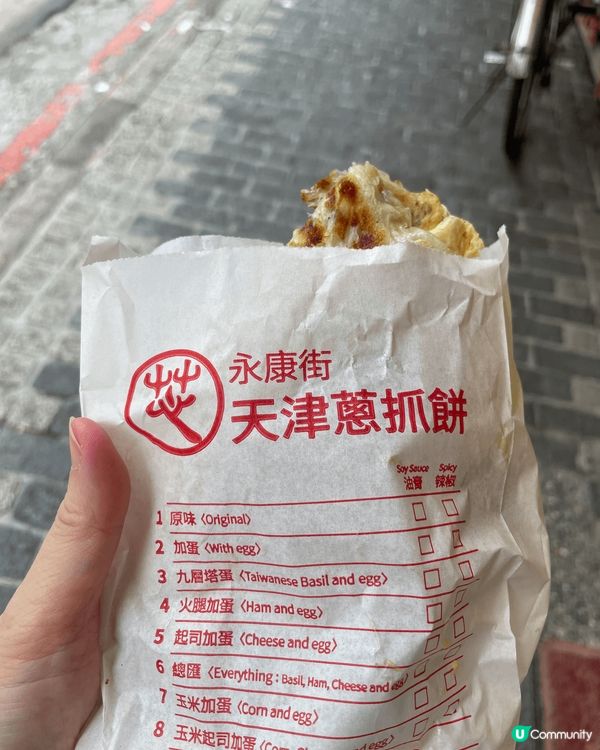 永康街
天津蔥抓餅
Soy Sauce Spicy
油膏 辣椒
1 原味〈Original〉
2 加蛋〈With egg〉
3 九層塔蛋〈Taiwanese Basil and egg〉
4 火腿加蛋〈Ham and egg〉
5 起司加蛋〈Cheese and egg〉
6 總匯〈Everything : Basil, Ham, Cheese and egg〉
7 玉米加蛋〈Corn and egg〉
8 玉米起司加蛋
U Community